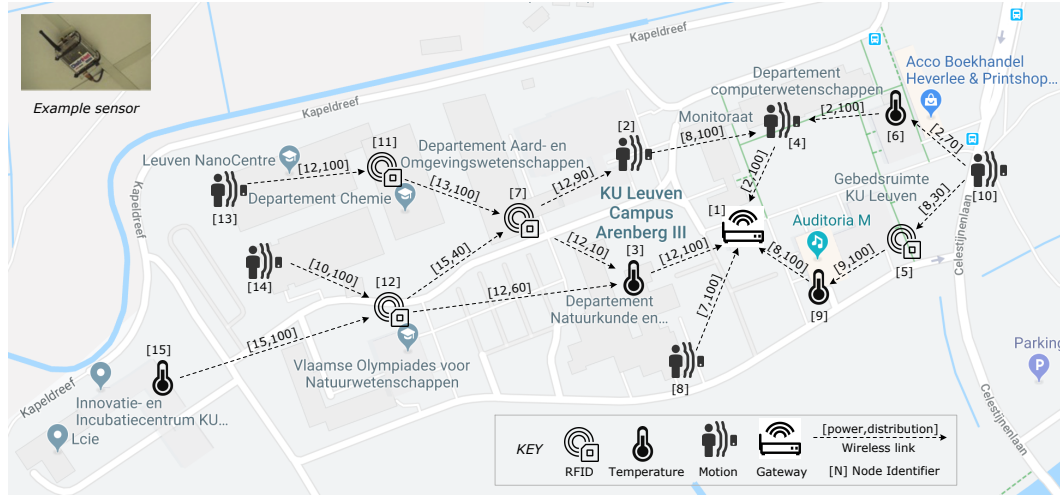 Example sensor
Kapeldreef
Kapeldreef
Kapeldreef
Kapeldreef
Acco Boekhandel
Heverlee & Printshop...
Departement
computerwetenschappen
Monitoraat
[2,100]
[6]
[2,70]
[4]
[8,100]
[2]
[2,100]
[10]
Departement Aard- en
Omgevingswetenschappen
Leuven NanoCentre
[11]
[12,100]
[13,100]
[7]
[12,90]
Departement Chemie
[13]
KU Leuven
Campus
Arenberg III
[1]
Gebedsruimte
KU Leuven
[8,30]
Auditoria M
[5]
[9,100]
[8,100]
[9]
Celestijnenlaan
[3]
[12,10]
[12,100]
[15,40]
[14]
[10,100]
[12]
[12,60]
Departement
Natuurkunde en...
[7,100]
[8]
[15]
[15,100]
Vlaamse Olympiades voor
Natuurwetenschappen
Innovatie- en
Incubatiecentrum KU...
Lcie
Parking
P
Celestijnenlaan
KEY
RFID
Temperature
Motion
Gateway
[power,distribution]
Wireless link
[N] Node Identifier